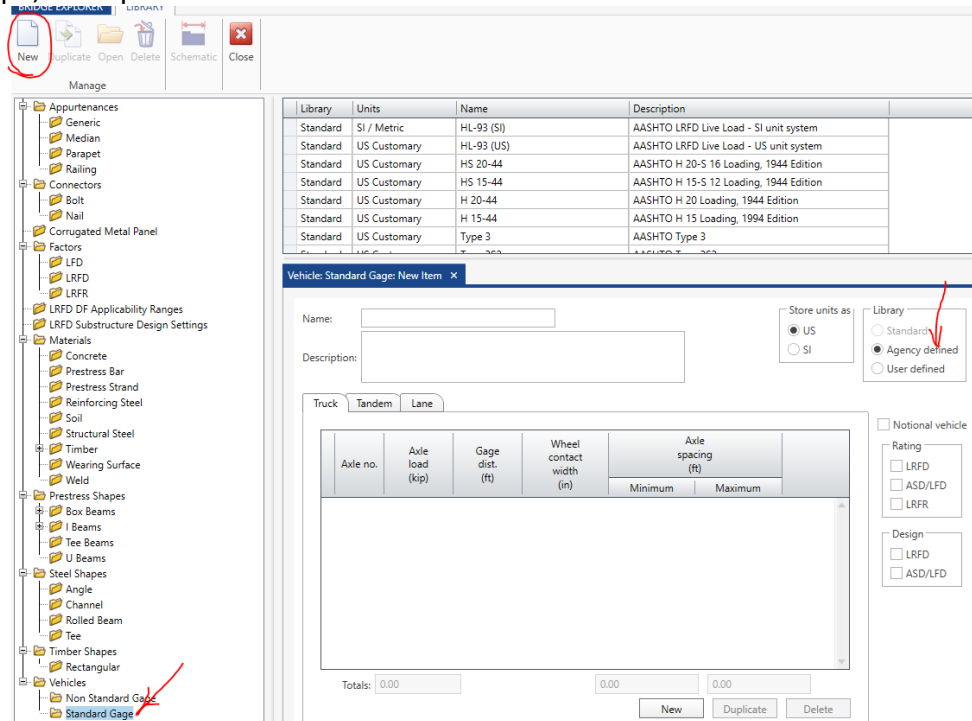 BRIDGE EXPLORER LIBRARY
New Duplicate Open Delete Schematic Close
Manage
Appurtenances
Generic
Median
Parapet
Railing
Connectors
Bolt
Nail
Corrugated Metal Panel
Factors
LFD
LRFD
LRFR
LRFD DF Applicability Ranges
LRFD Substructure Design Settings
Materials
Concrete
Prestress Bar
Prestress Strand
Reinforcing Steel
Soil
Structural Steel
Timber
Wearing Surface
Weld
Prestress Shapes
Box Beams
I Beams
Tee Beams
U Beams
Steel Shapes
Angle
Channel
Rolled Beam
Tee
Timber Shapes
Rectangular
Vehicles
Non Standard Gage
Standard Gage
Library Units Name Description
Standard SI / Metric HL-93 (SI) AASHTO LRFD Live Load - SI unit system
Standard US Customary HL-93 (US) AASHTO LRFD Live Load - US unit system
Standard US Customary HS 20-44 AASHTO H 20-S 16 Loading, 1944 Edition
Standard US Customary HS 15-44 AASHTO H 15-S 12 Loading, 1944 Edition
Standard US Customary H 20-44 AASHTO H 20 Loading, 1944 Edition
Standard US Customary H 15-44 AASHTO H 15 Loading, 1994 Edition
Standard US Customary Type 3 AASHTO Type 3
Vehicle: Standard Gage: New Item ×
Name:
Description:
Store units as
US
SI
Library
Standard
Agency defined
User defined
Truck Tandem Lane
Axle no.
Axle
load
(kip)
Gage
dist.
(ft)
Wheel
contact
width
(in)
Axle
spacing
(ft)
Minimum Maximum
Totals: 0.00 0.00 0.00
New Duplicate Delete
Notional vehicle
Rating
LRFD
ASD/LFD
LRFR
Design
LRFD
ASD/LFD